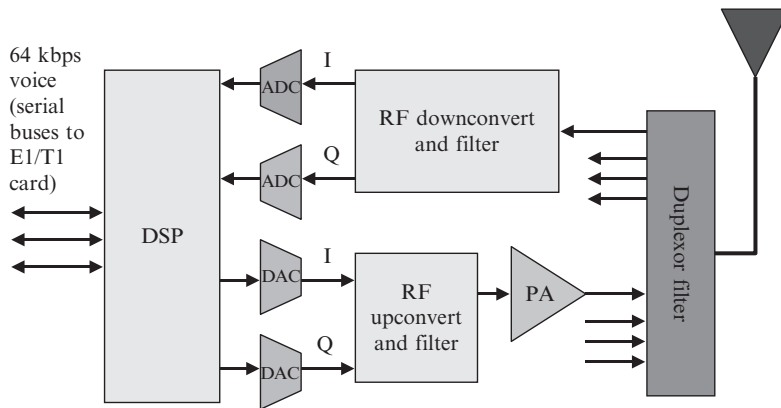 64 kbps
voice
(serial
buses to
E1/T1
card)
DSP
ADC
I
ADC
Q
RF downconvert
and filter
DAC
I
DAC
Q
RF
upconvert
and filter
PA
Duplexor filter